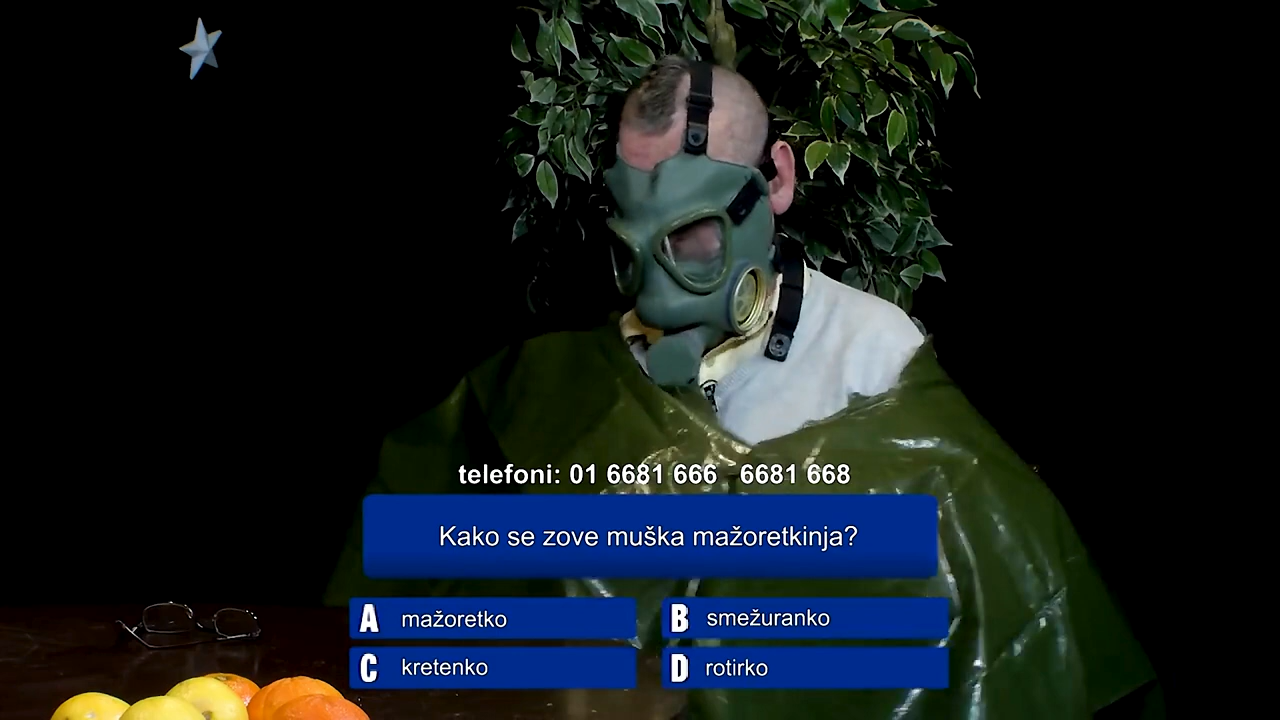 telefoni: 01 6681 666 6681 668
Kako se zove muška mažoretkinja?
A mažoretko
B smežuranko
C kretenko
D rotirko